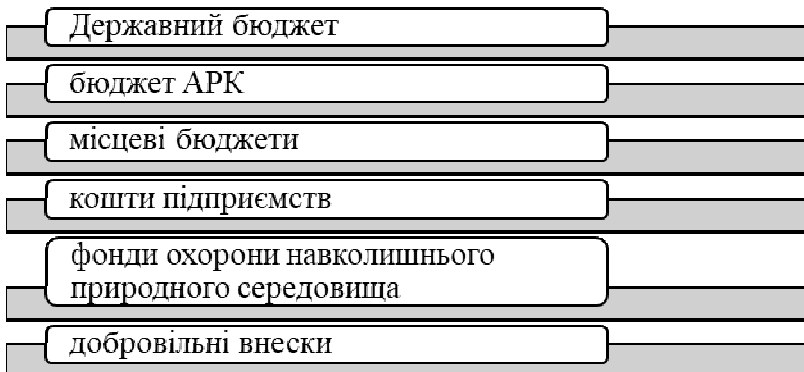 Державний бюджет
бюджет АРК
місцеві бюджети
кошти підприємств
фонди охорони навколишнього
природного середовища
добровільні внески